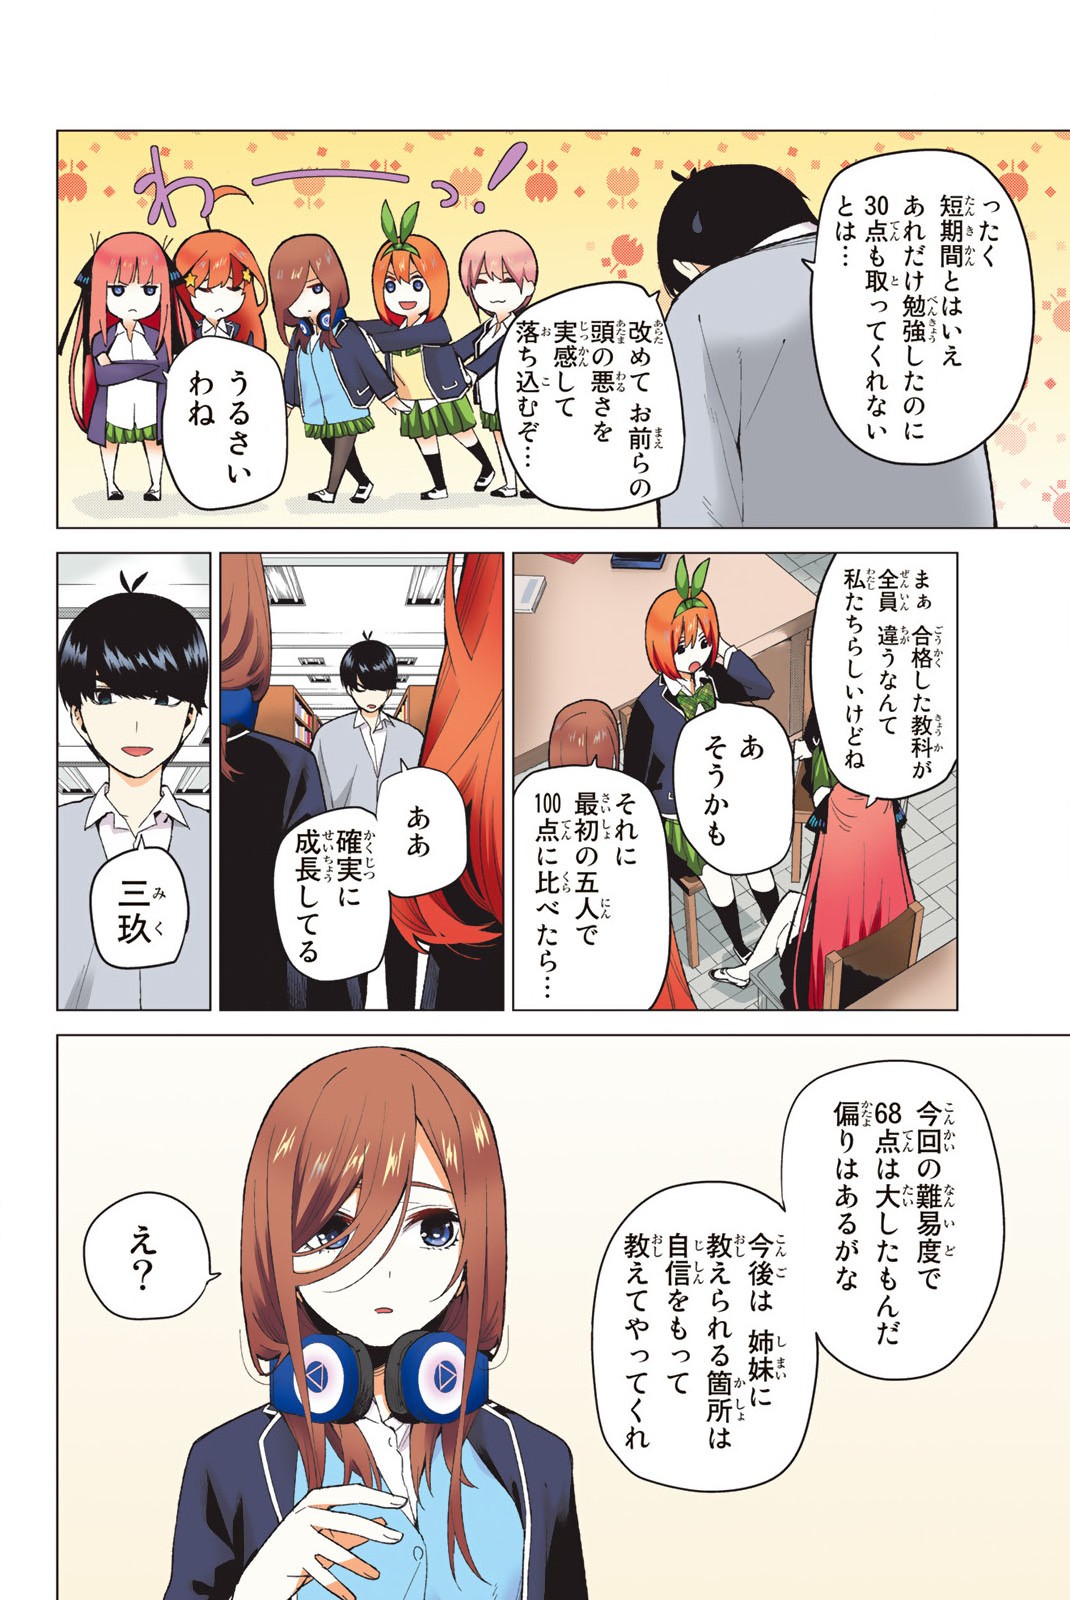 ったく
短期間とはいえ
あれだけ勉強したのに
30点も取ってくれない
とは…
改めて お前らの
頭の悪さを
実感して
落ち込むぞ…
わーっ!
うるさい
わね
まぁ 合格した教科が
全員 違うなんて
私たちらしいけどね
あ
そうかも
それに
最初の五人で
100点に比べたら…
ああ
確実に
成長してる
三玖
今回の難易度で
68点は大したもんだ
偏りはあるがな
今後は 姉妹に
教えられる箇所は
自信をもって
教えてやってくれ
え?